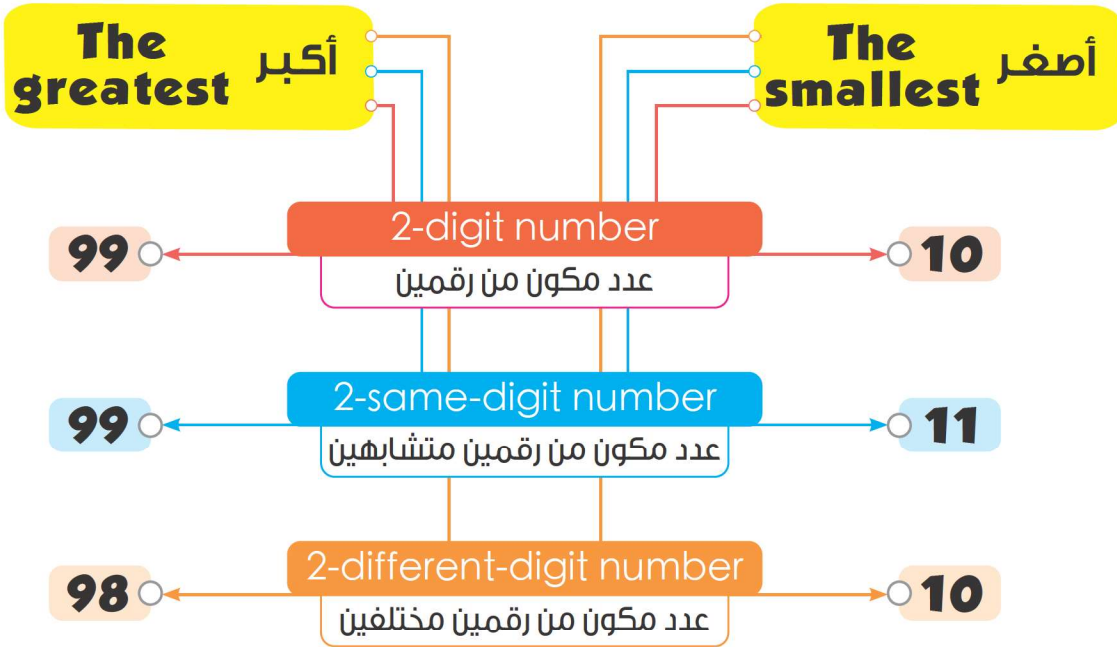 The
greatest
أكبر
The
smallest
أصغر
2-digit number
99
10
عدد مكون من رقمين
2-same-digit number
99
11
عدد مكون من رقمين متشابهين
2-different-digit number
98
10
عدد مكون من رقمين مختلفين